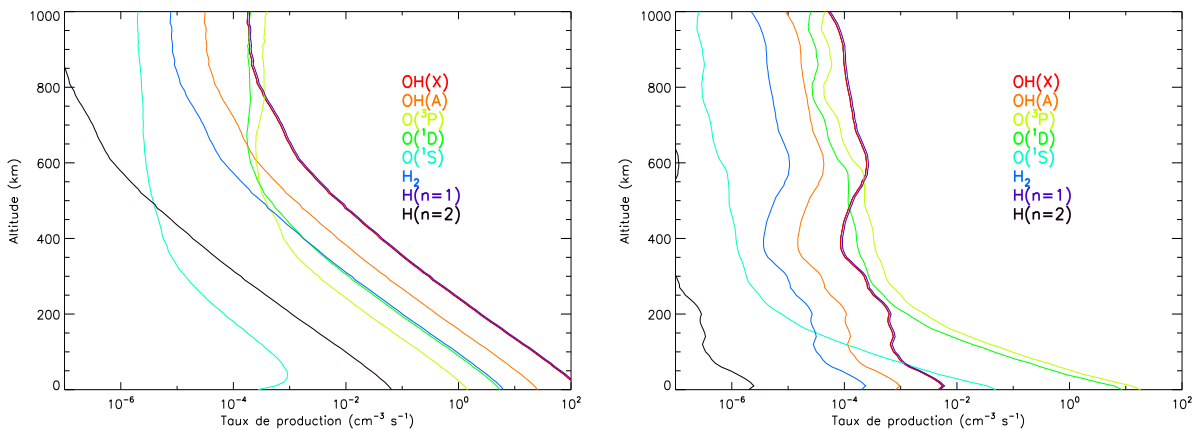 1000
800
600
400
200
0
Altitude (km)
OH(X)
OH(A)
O(³P)
O(¹D)
O(¹S)
H₂
H(n=1)
H(n=2)
10⁻⁶ 10⁻⁴ 10⁻² 10⁰ 10²
Taux de production (cm⁻³ s⁻¹)
1000
800
600
400
200
0
Altitude (km)
OH(X)
OH(A)
O(³P)
O(¹D)
O(¹S)
H₂
H(n=1)
H(n=2)
10⁻⁶ 10⁻⁴ 10⁻² 10⁰ 10²
Taux de production (cm⁻³ s⁻¹)